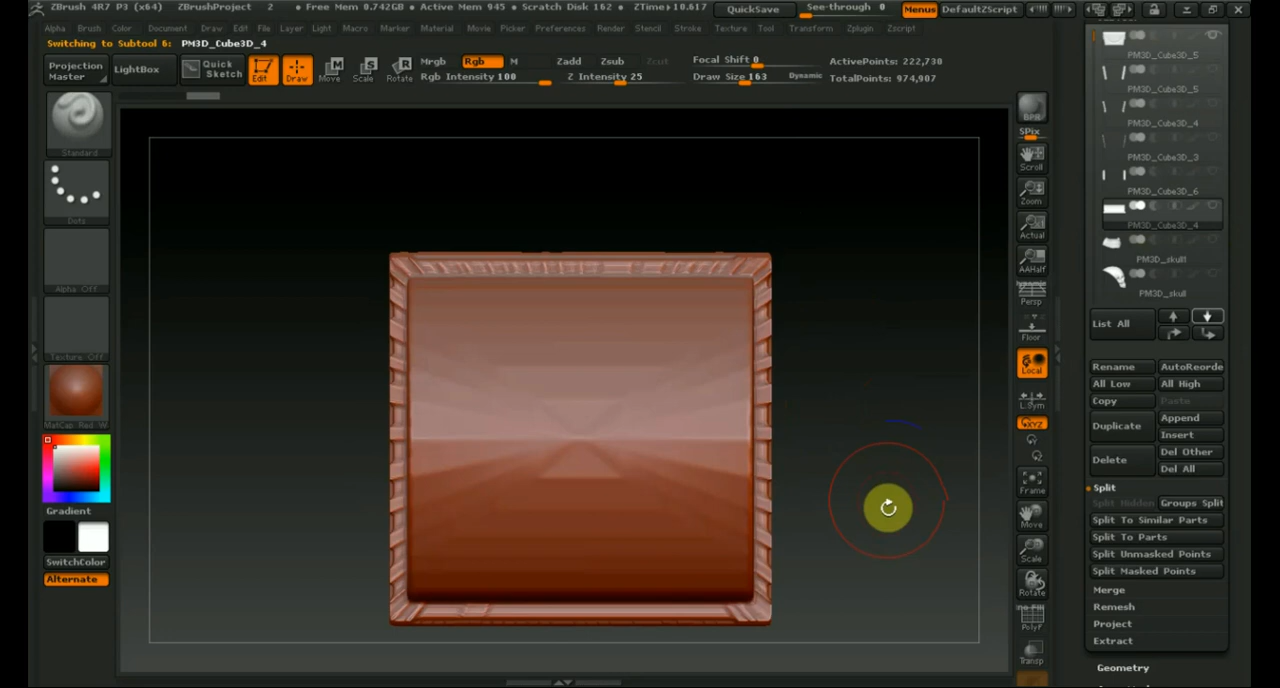 ZBrush 4R7 P3 (x64) ZBrushProject 2 • Free Mem 0.742GB • Active Mem 945 • Scratch Disk 162 • ZTime▸10.617 QuickSave See-through 0 Menus DefaultZScript
Alpha Brush Color Document Draw Edit File Layer Light Macro Marker Material Movie Picker Preferences Render Stencil Stroke Texture Tool Transform Zplugin Zscript
Switching to Subtool 6: PM3D_Cube3D_4
Projection Master
LightBox
Quick Sketch
Edit
Draw
Move
Scale
Rotate
Mrgb Rgb M
Rgb Intensity 100
Zadd Zsub Zcut
Z Intensity 25
Focal Shift 0
Draw Size 163 Dynamic
ActivePoints: 222,730
TotalPoints: 974,907
Standard
Dots
Alpha Off
Texture Off
MatCap Red W
Gradient
SwitchColor
Alternate
BPR
SPix
Scroll
Zoom
Actual
AAHalf
Persp
Floor
Local
L.Sym
XYZ
Frame
Move
Scale
Rotate
PolyF
Transp
PM3D_Cube3D_5
PM3D_Cube3D_5
PM3D_Cube3D_4
PM3D_Cube3D_3
PM3D_Cube3D_6
PM3D_Cube3D_4
PM3D_skull1
PM3D_skull
List All
Rename AutoReorde
All Low All High
Copy Paste
Duplicate Append
Insert
Delete Del Other
Del All
Split
Split Hidden Groups Split
Split To Similar Parts
Split To Parts
Split Unmasked Points
Split Masked Points
Merge
Remesh
Project
Extract
Geometry